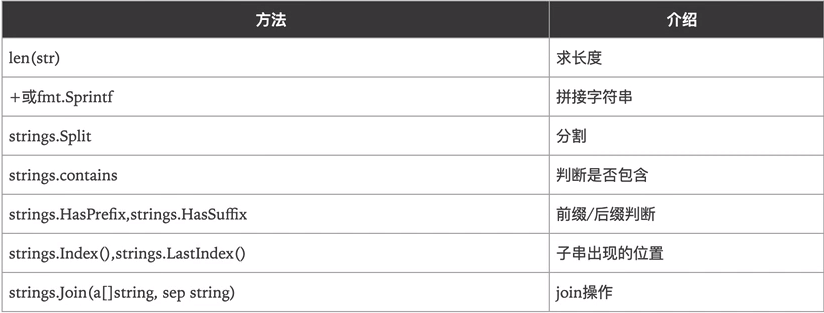 方法 介绍
len(str) 求长度
+或fmt.Sprintf 拼接字符串
strings.Split 分割
strings.contains 判断是否包含
strings.HasPrefix,strings.HasSuffix 前缀/后缀判断
strings.Index(),strings.LastIndex() 子串出现的位置
strings.Join(a[]string, sep string) join操作